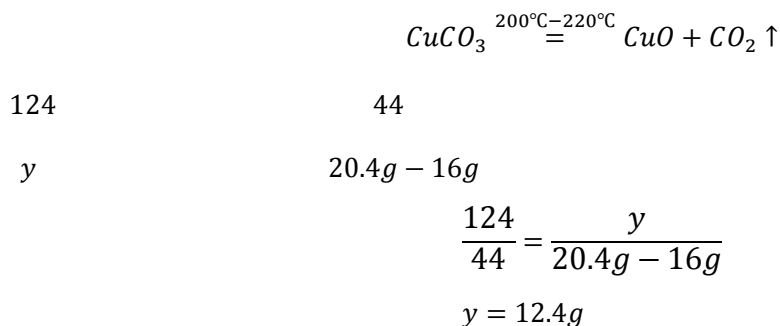 CuCO₃ 200℃−220℃ = CuO + CO₂ ↑
124 44
y 20.4g − 16g
124/44 = y/(20.4g − 16g)
y = 12.4g